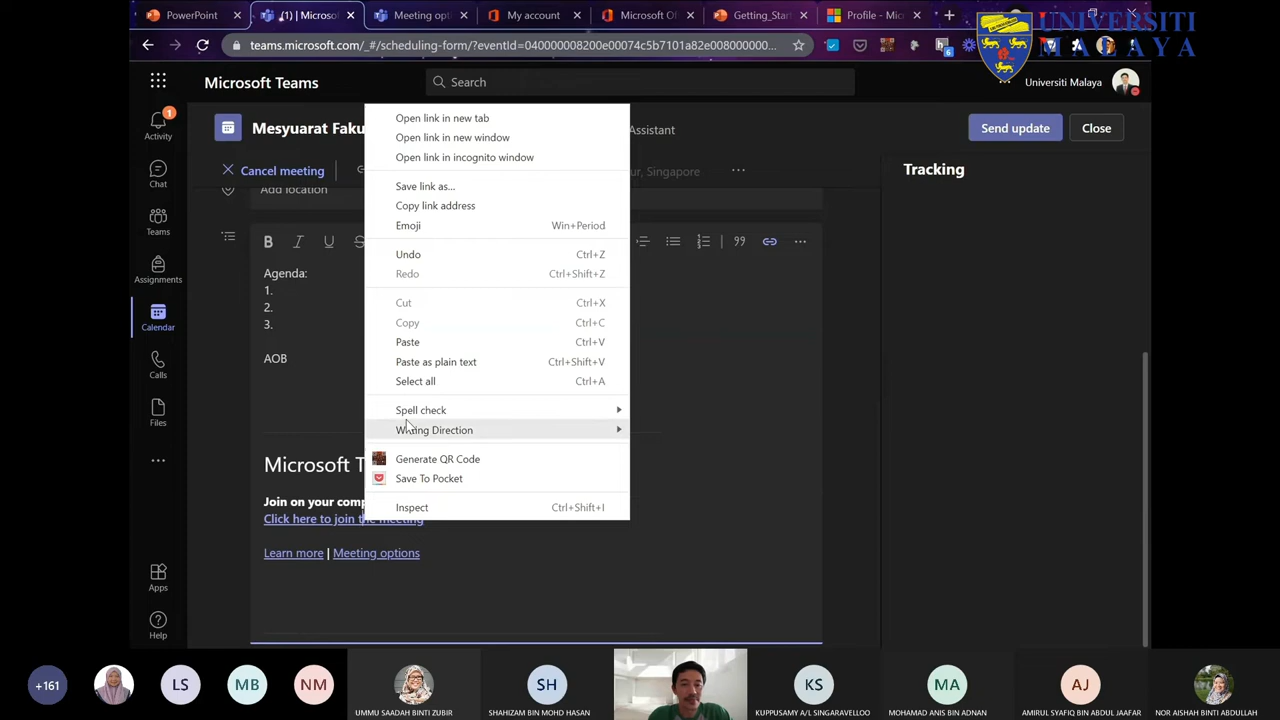 PowerPoint
(1) | Microsof
Meeting opt
My account
Microsoft Of
Getting_Star
Profile - Mic
teams.microsoft.com/_#/scheduling-form/?eventId=040000008200e00074c5b7101a82e008000000...
6
UNIVERSITI
MALAYA
Microsoft Teams
Search
Universiti Malaya
1
Activity
Chat
Teams
Assignments
Calendar
Calls
Files
Apps
Help
Mesyuarat Faku
Assistant
Send update
Close
Cancel meeting
ur, Singapore
Tracking
Add location
B I U
Agenda:
1.
2.
3.
AOB
Microsoft T
Join on your comp
Click here to join the meeting
Learn more | Meeting options
Open link in new tab
Open link in new window
Open link in incognito window
Save link as...
Copy link address
Emoji Win+Period
Undo Ctrl+Z
Redo Ctrl+Shift+Z
Cut Ctrl+X
Copy Ctrl+C
Paste Ctrl+V
Paste as plain text Ctrl+Shift+V
Select all Ctrl+A
Spell check
Writing Direction
Generate QR Code
Save To Pocket
Inspect Ctrl+Shift+I
+161
LS
MB
NM
UMMU SAADAH BINTI ZUBIR
SH
SHAHIZAM BIN MOHD HASAN
KS
KUPPUSAMY A/L SINGARAVELLOO
MA
MOHAMAD ANIS BIN ADNAN
AJ
AMIRUL SYAFIQ BIN ABDUL JAAFAR
NOR AISHAH BINTI ABDULLAH